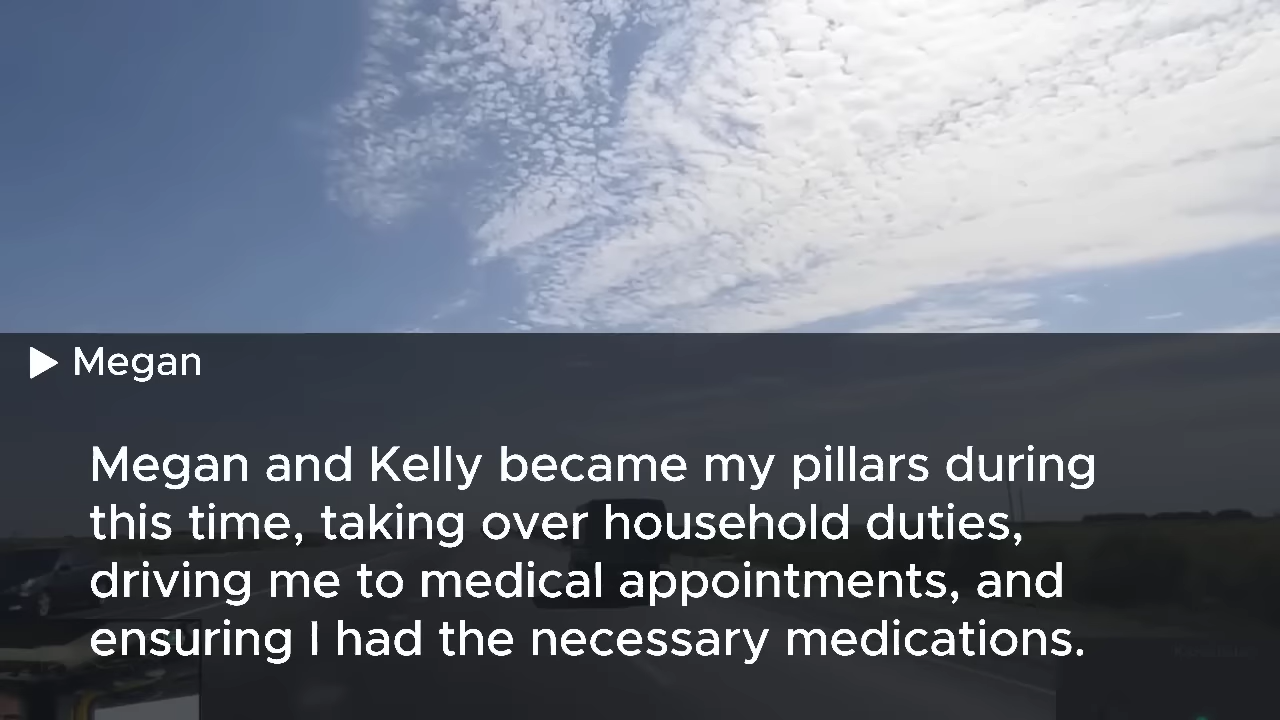 Megan
Megan and Kelly became my pillars during
this time, taking over household duties,
driving me to medical appointments, and
ensuring I had the necessary medications.